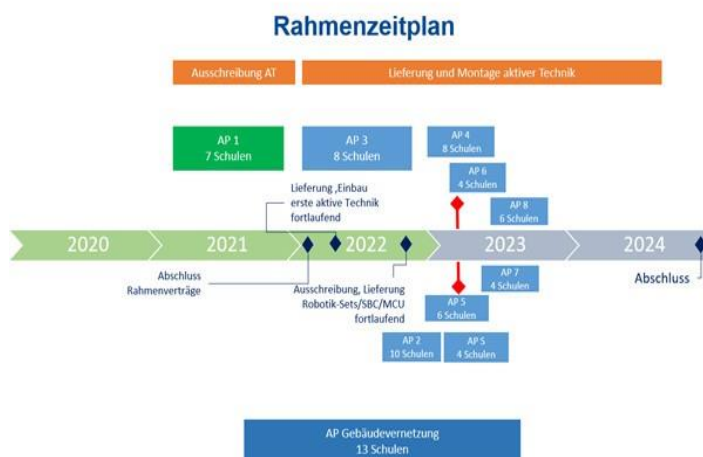 Rahmenzeitplan
Ausschreibung AT
Lieferung und Montage aktiver Technik
AP 1
7 Schulen
AP 3
8 Schulen
AP 4
8 Schulen
AP 6
4 Schulen
AP 8
6 Schulen
Lieferung ,Einbau
erste aktive Technik
fortlaufend
2020
2021
2022
2023
2024
Abschluss
Rahmenverträge
Ausschreibung, Lieferung
Robotik-Sets/SBC/MCU
fortlaufend
AP 7
4 Schulen
Abschluss
AP 5
6 Schulen
AP 2
10 Schulen
AP 5
4 Schulen
AP Gebäudevernetzung
13 Schulen